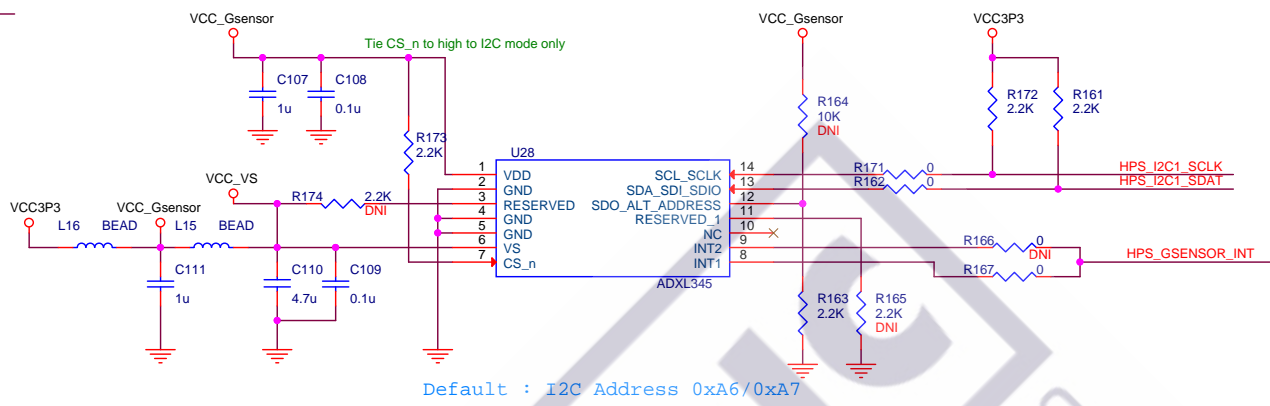 VCC_Gsensor
VCC_Gsensor
VCC3P3
Tie CS_n to high to I2C mode only
C107
1u
C108
0.1u
R173
2.2K
R164
10K
DNI
R172
2.2K
R161
2.2K
U28
1 VDD
2 GND
3 RESERVED
4 GND
5 GND
6 VS
7 CS_n
SCL_SCLK 14
SDA_SDI_SDIO 13
SDO_ALT_ADDRESS 12
RESERVED_1 11
NC 10
INT2 9
INT1 8
ADXL345
R171 0
HPS_I2C1_SCLK
R162 0
HPS_I2C1_SDAT
VCC_VS
R174 2.2K
DNI
VCC3P3
L16 BEAD
VCC_Gsensor
L15 BEAD
C111
1u
C110
4.7u
C109
0.1u
R166 0
DNI
R167 0
HPS_GSENSOR_INT
R163
2.2K
R165
2.2K
DNI
Default : I2C Address 0xA6/0xA7